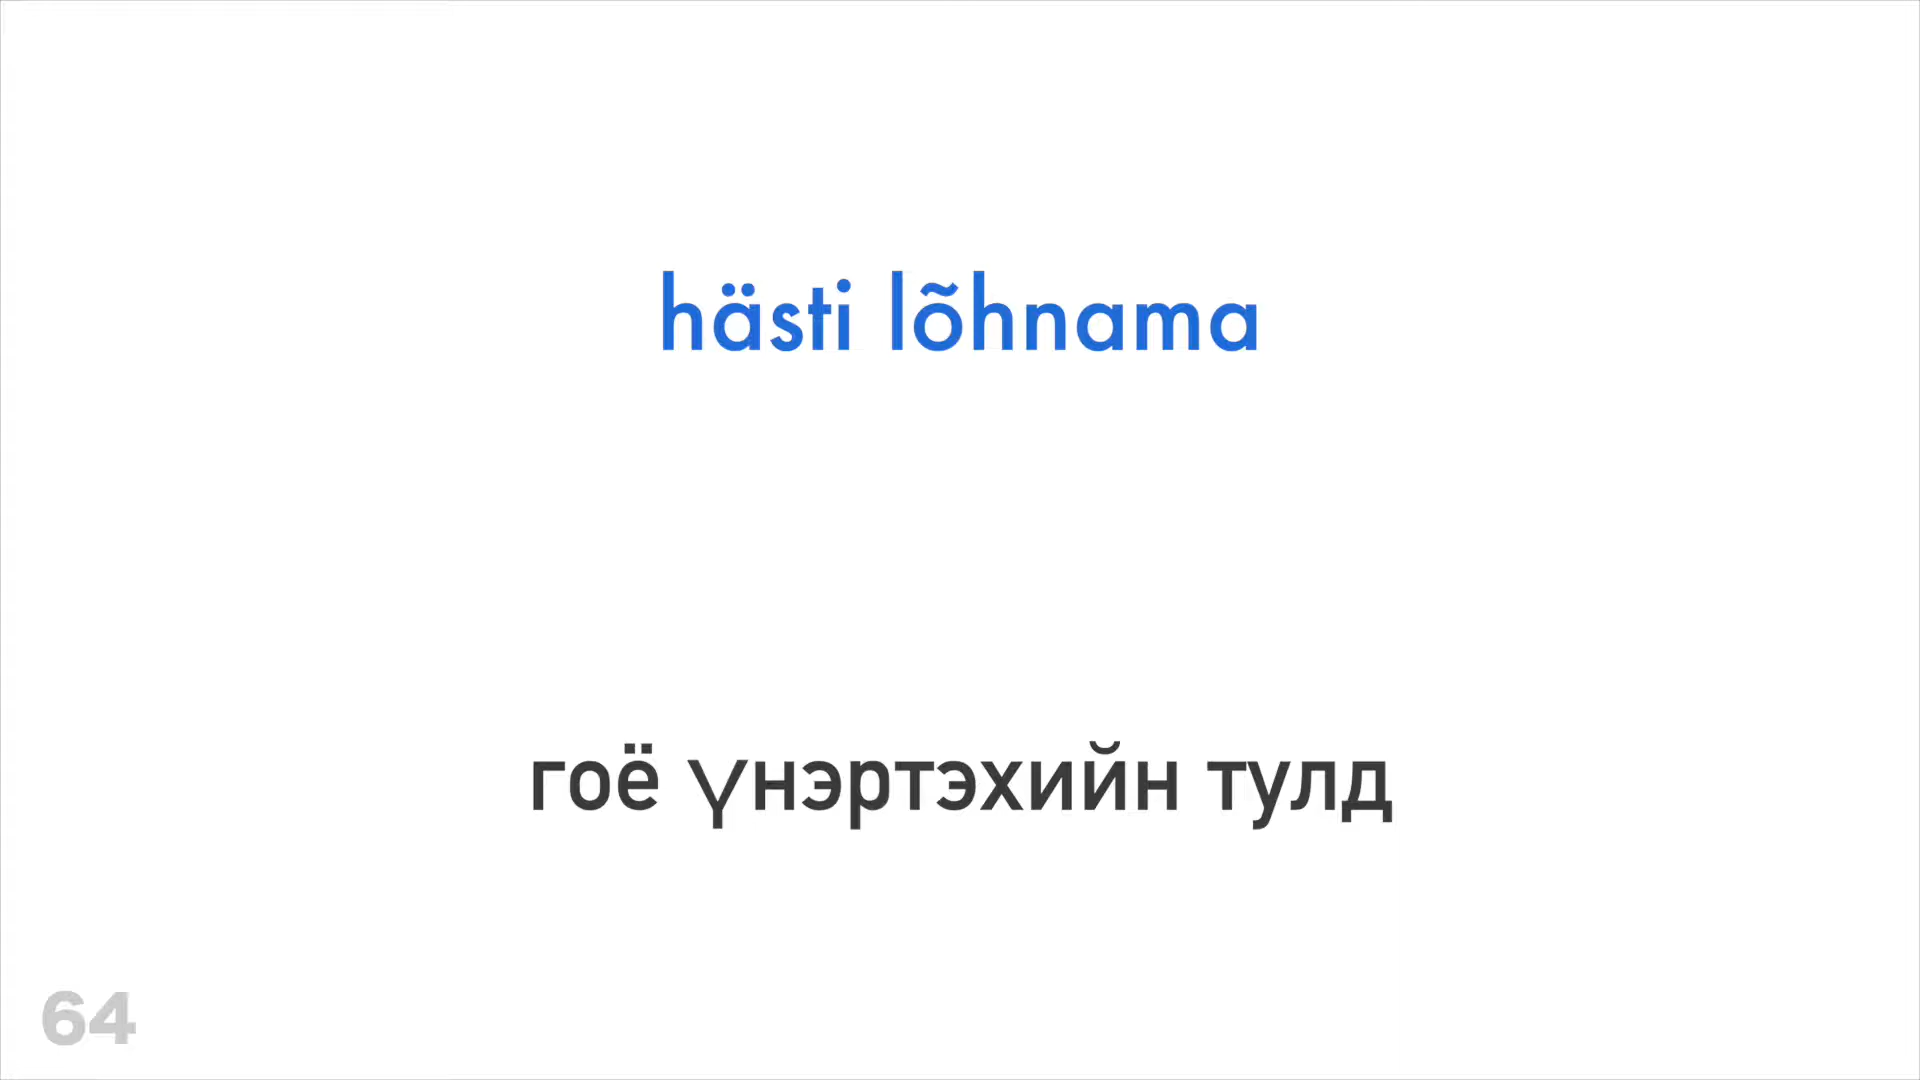 hästi lõhnama
гоё үнэртэхийн тулд
64